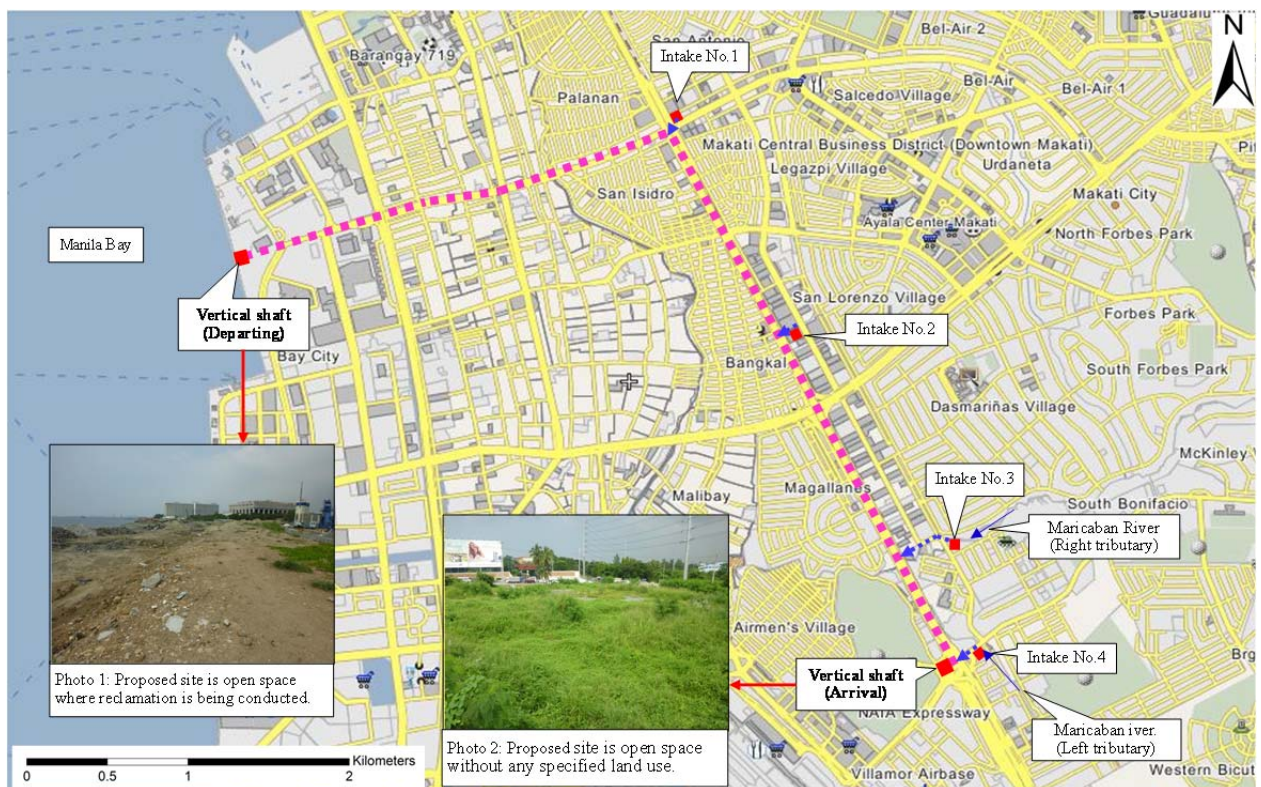 Guadalu
N
Bel-Air 2
San Antonio
Intake No.1
Barangay 719
Bel-Air
Palanan
Salcedo Village
Bel-Air 1
Makati Central Business District (Downtown Makati)
Urdaneta
Legazpi Village
Pit
San Isidro
Makati City
Ayala Center Makati
North Forbes Park
Manila Bay
San Lorenzo Village
Vertical shaft
(Departing)
Intake No.2
Forbes Park
Bay City
Bangkal
South Forbes Park
Dasmariñas Village
McKinley
Intake No.3
Magallanes
Malibay
South Bonifacio
Maricaban River
(Right tributary)
Airmen's Village
Intake No.4
Brg
Vertical shaft
(Arrival)
Photo 1: Proposed site is open space
where reclamation is being conducted.
NAIA Expressway
Maricaban iver.
(Left tributary)
Photo 2: Proposed site is open space
without any specified land use.
Kilometers
0 0.5 1 2
Villamor Airbase
Western Bicut